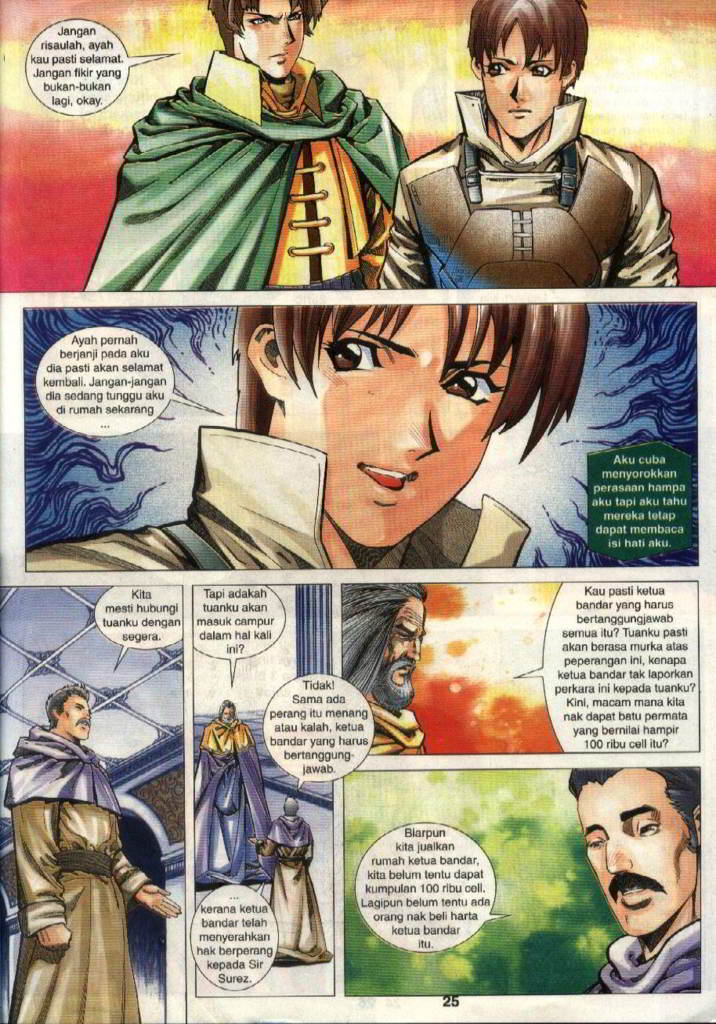 Jangan
risaulah, ayah
kau pasti selamat.
Jangan fikir yang
bukan-bukan
lagi, okay.
Ayah pernah
berjanji pada aku
dia pasti akan selamat
kembali. Jangan-jangan
dia sedang tunggu aku
di rumah sekarang
...
Aku cuba
menyorokkan
perasaan hampa
aku tapi aku tahu
mereka tetap
dapat membaca
isi hati aku.
Kita
mesti hubungi
tuanku dengan
segera.
Tapi adakah
tuanku akan
masuk campur
dalam hal kali
ini?
Tidak!
Sama ada
perang itu menang
atau kalah, ketua
bandar yang harus
bertanggung-
jawab.
...
kerana ketua
bandar telah
menyerahkan
hak berperang
kepada Sir
Surez.
Kau pasti ketua
bandar yang harus
bertanggungjawab
semua itu? Tuanku pasti
akan berasa murka atas
peperangan ini, kenapa
ketua bandar tak laporkan
perkara ini kepada tuanku?
Kini, macam mana kita
nak dapat batu permata
yang bernilai hampir
100 ribu cell itu?
Biarpun
kita jualkan
rumah ketua bandar,
kita belum tentu dapat
kumpulan 100 ribu cell.
Lagipun belum tentu ada
orang nak beli harta
ketua bandar
itu.
25